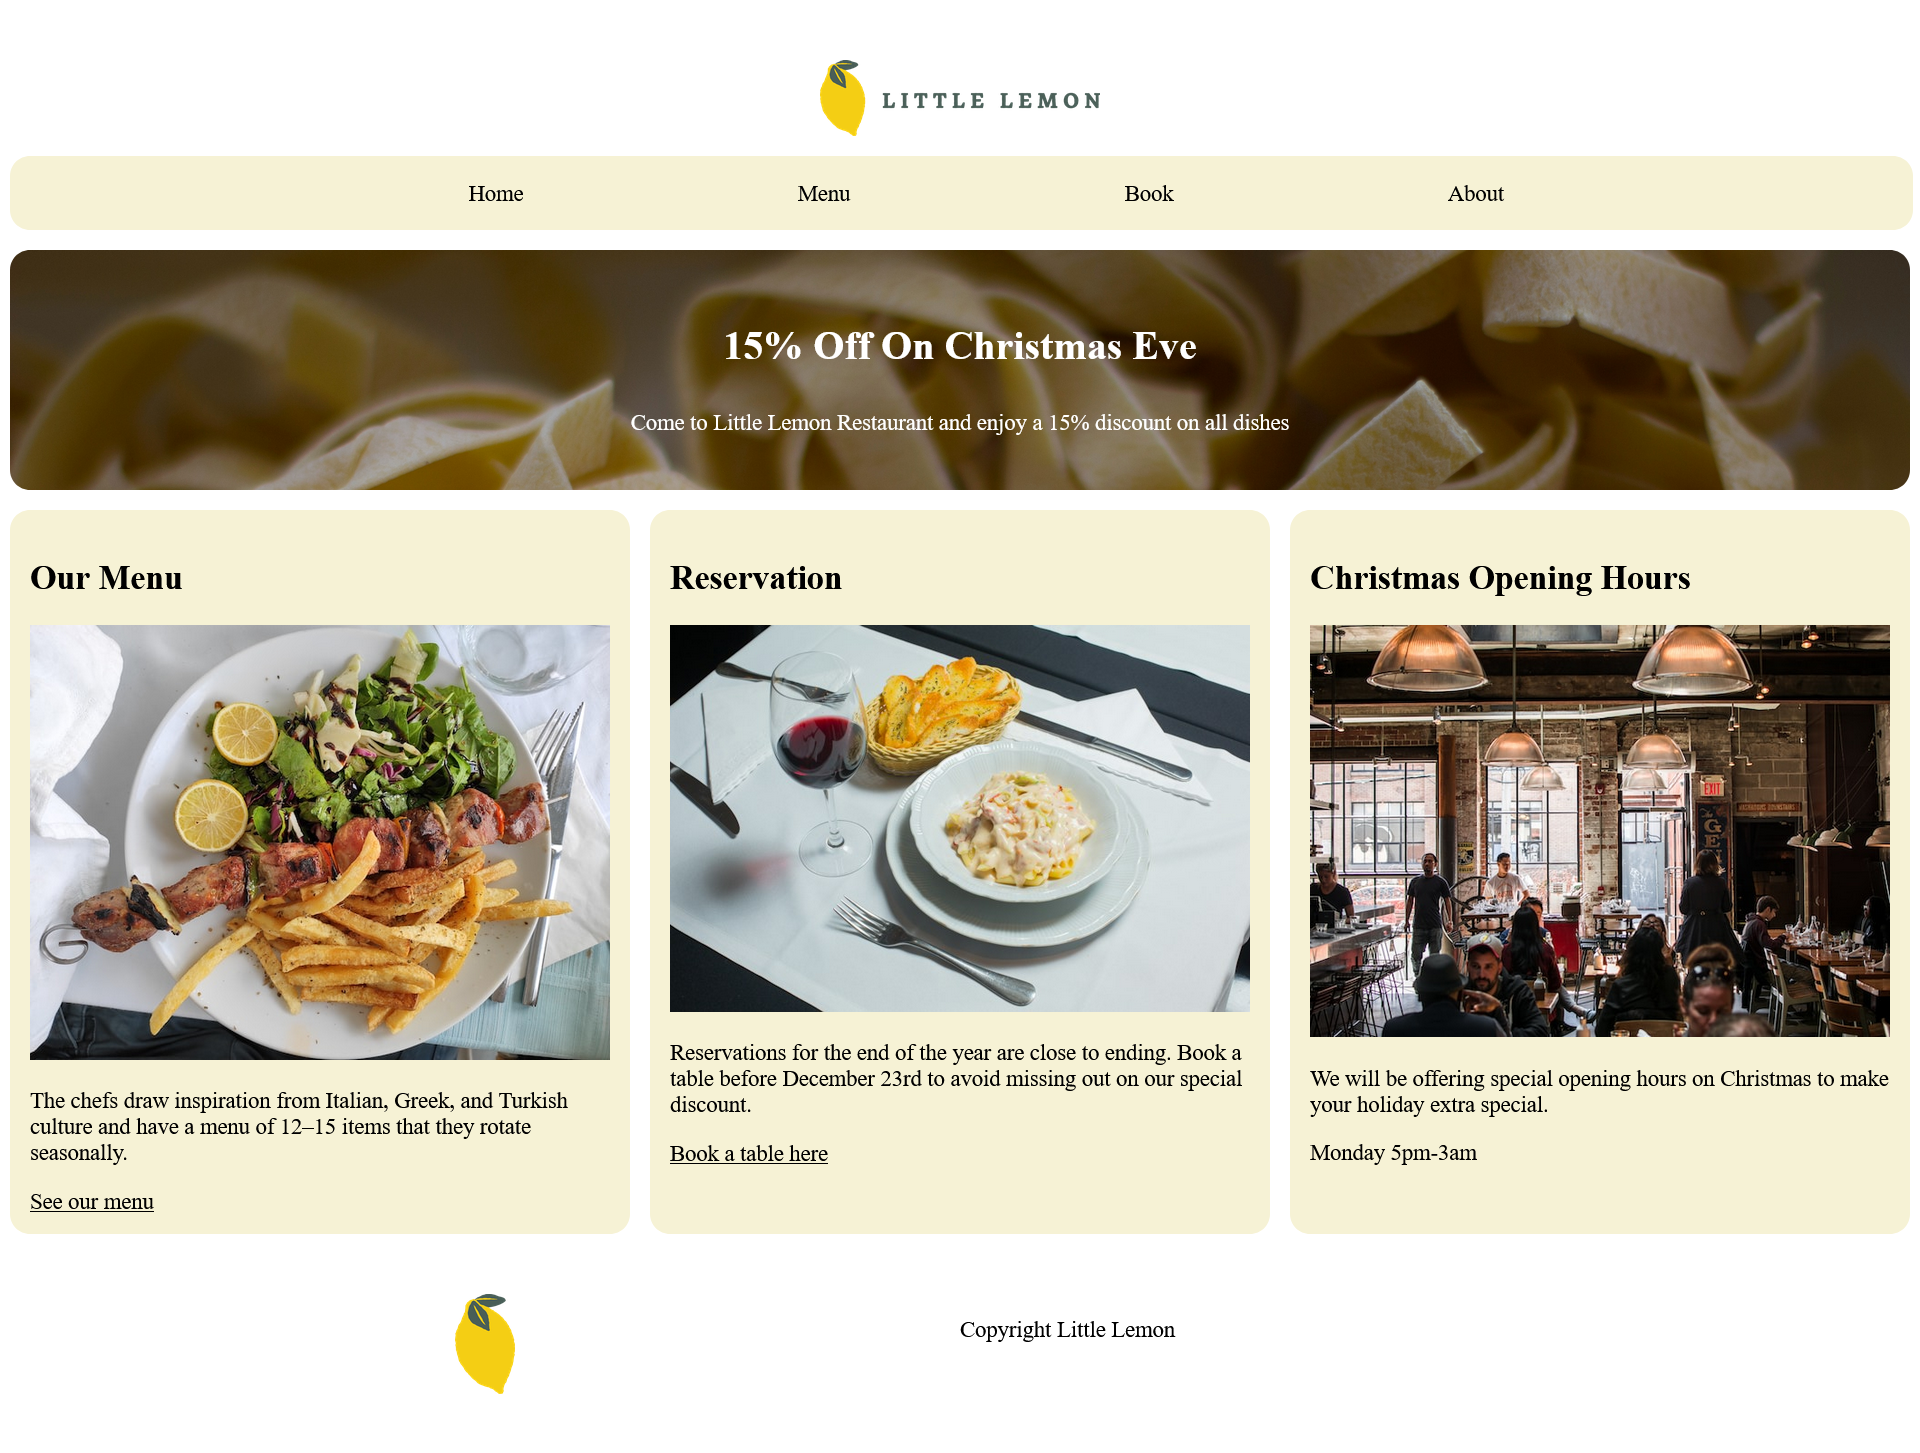 LITTLE LEMON
Home Menu Book About
15% Off On Christmas Eve
Come to Little Lemon Restaurant and enjoy a 15% discount on all dishes
Our Menu
The chefs draw inspiration from Italian, Greek, and Turkish
culture and have a menu of 12–15 items that they rotate
seasonally.
See our menu
Reservation
Reservations for the end of the year are close to ending. Book a
table before December 23rd to avoid missing out on our special
discount.
Book a table here
Christmas Opening Hours
EXIT
We will be offering special opening hours on Christmas to make
your holiday extra special.
Monday 5pm-3am
Copyright Little Lemon